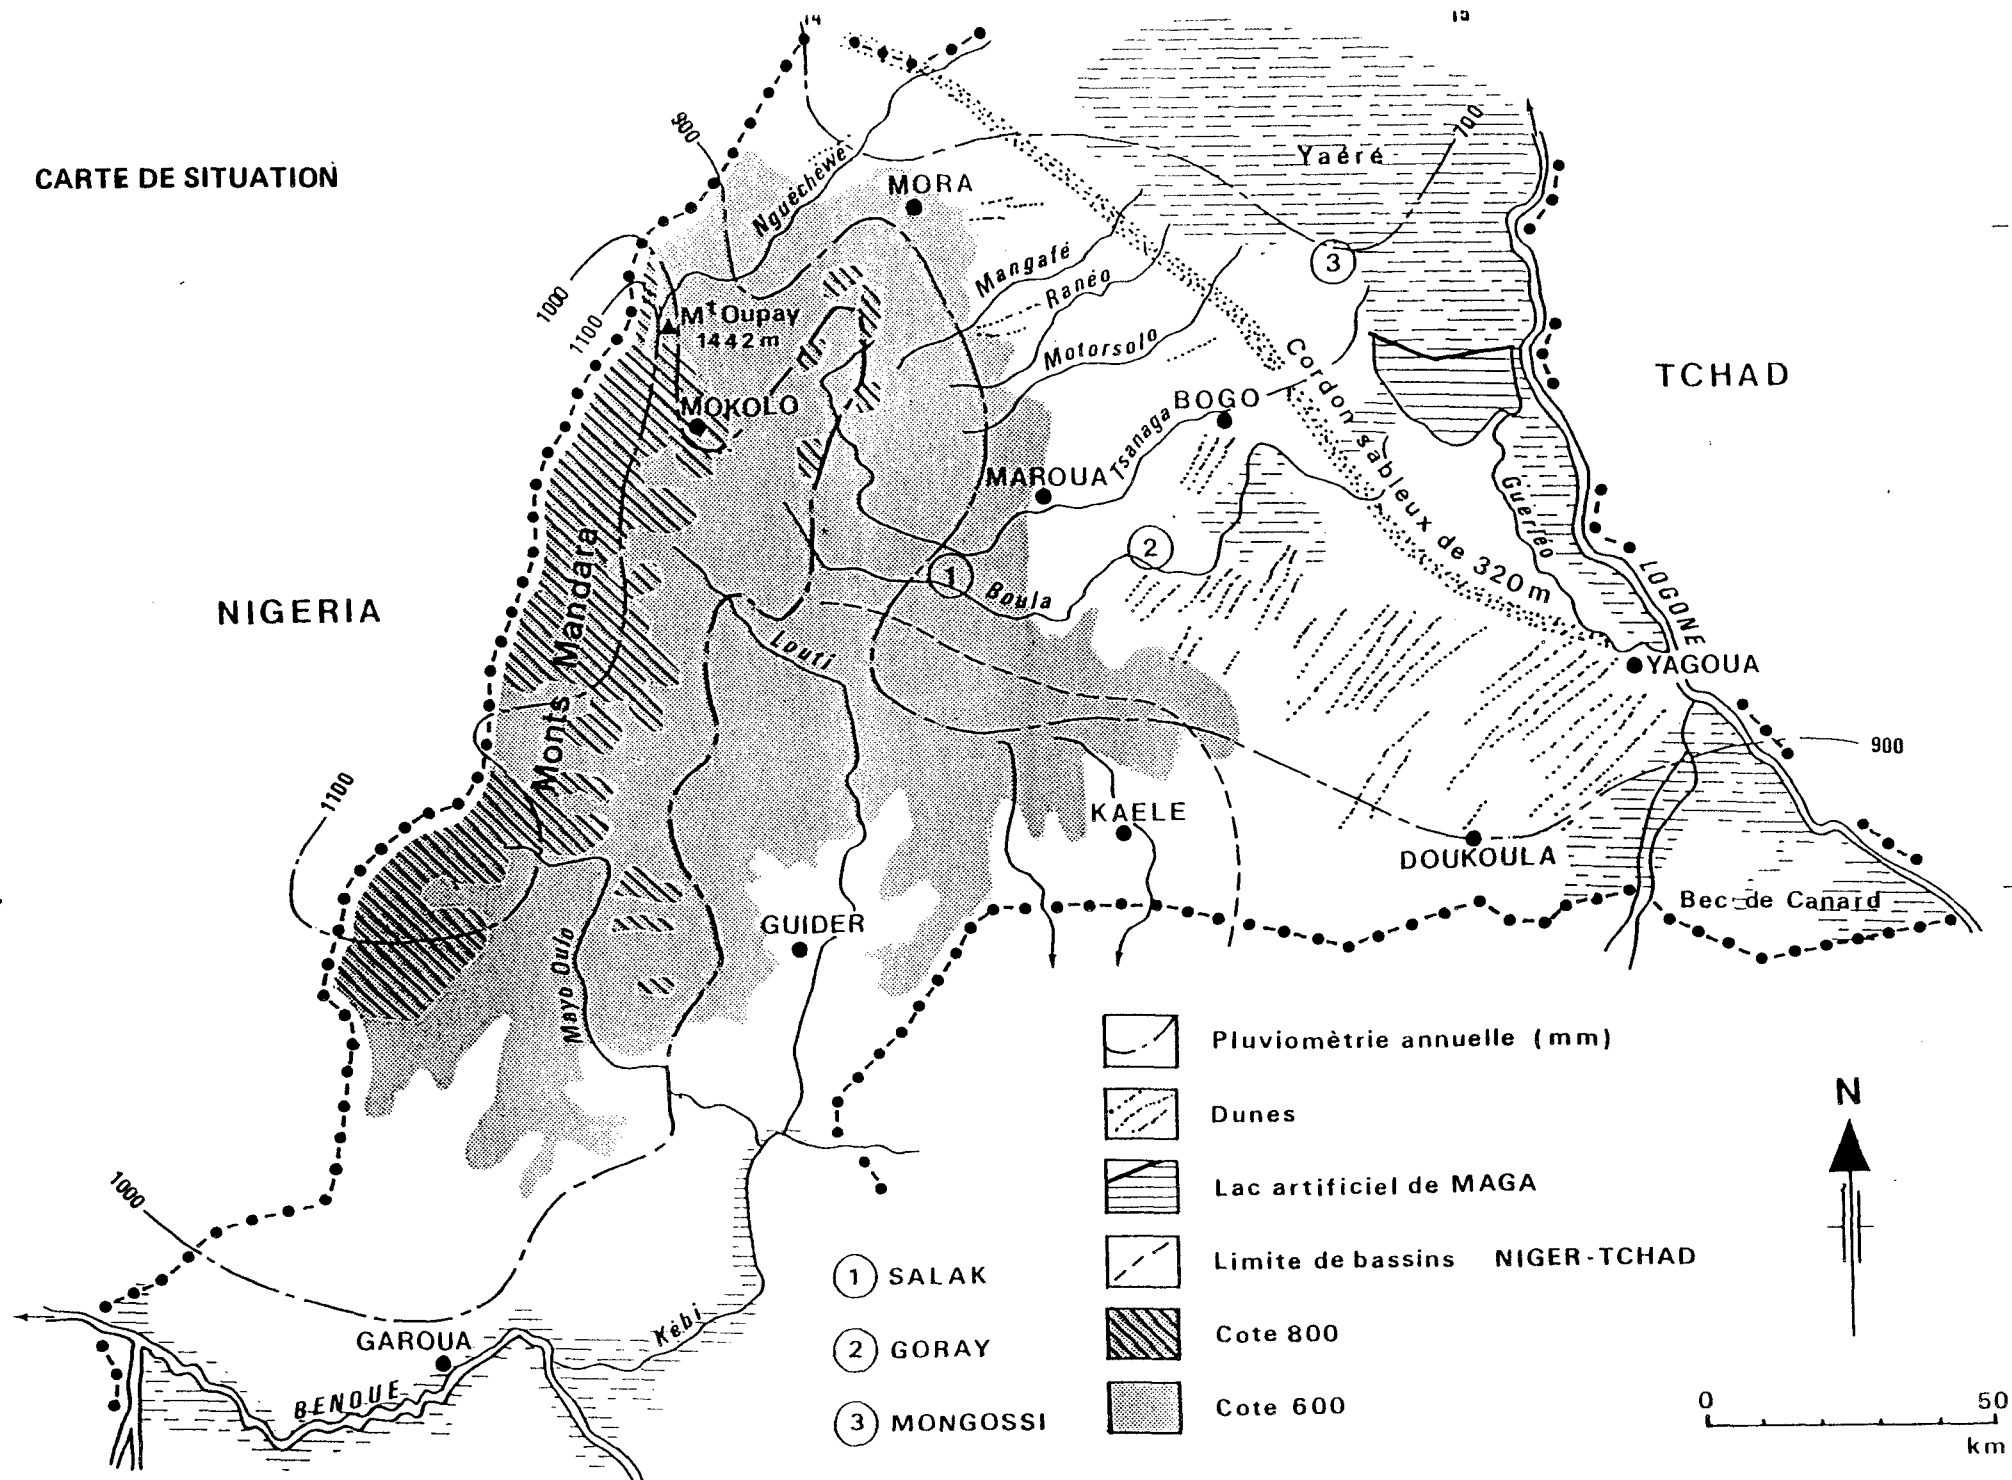 14
CARTE DE SITUATION
900
700
Yaéré
MORA
Nguéchéwé
1000
1100
3
Mangafé
Ranéo
Mt Oupay
1442 m
Motorsolo
TCHAD
MOKOLO
BOGO
Cordon sableux de 320 m
Tsanaga
MAROUA
Guerléo
2
1
Boula
LOGONE
NIGERIA
Monts Mandara
Louti
YAGOUA
900
1100
KAELE
DOUKOULA
Bec de Canard
GUIDER
Mayo Oulo
Pluviomètrie annuelle (mm)
Dunes
N
Lac artificiel de MAGA
1000
Limite de bassins NIGER-TCHAD
1 SALAK
Cote 800
Kébi
GAROUA
2 GORAY
BENOUE
Cote 600
3 MONGOSSI
0 50
km